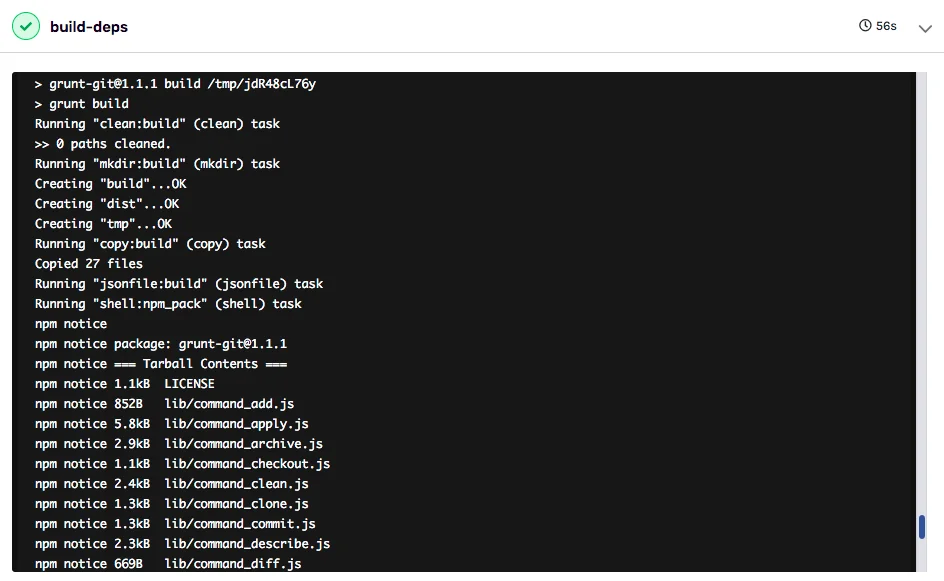 build-deps
56s
> grunt-git@1.1.1 build /tmp/jdR48cL76y
> grunt build
Running "clean:build" (clean) task
>> 0 paths cleaned.
Running "mkdir:build" (mkdir) task
Creating "build"...OK
Creating "dist"...OK
Creating "tmp"...OK
Running "copy:build" (copy) task
Copied 27 files
Running "jsonfile:build" (jsonfile) task
Running "shell:npm_pack" (shell) task
npm notice
npm notice package: grunt-git@1.1.1
npm notice === Tarball Contents ===
npm notice 1.1kB  LICENSE
npm notice 852B   lib/command_add.js
npm notice 5.8kB  lib/command_apply.js
npm notice 2.9kB  lib/command_archive.js
npm notice 1.1kB  lib/command_checkout.js
npm notice 2.4kB  lib/command_clean.js
npm notice 1.3kB  lib/command_clone.js
npm notice 1.3kB  lib/command_commit.js
npm notice 2.3kB  lib/command_describe.js
npm notice 669B   lib/command_diff.js